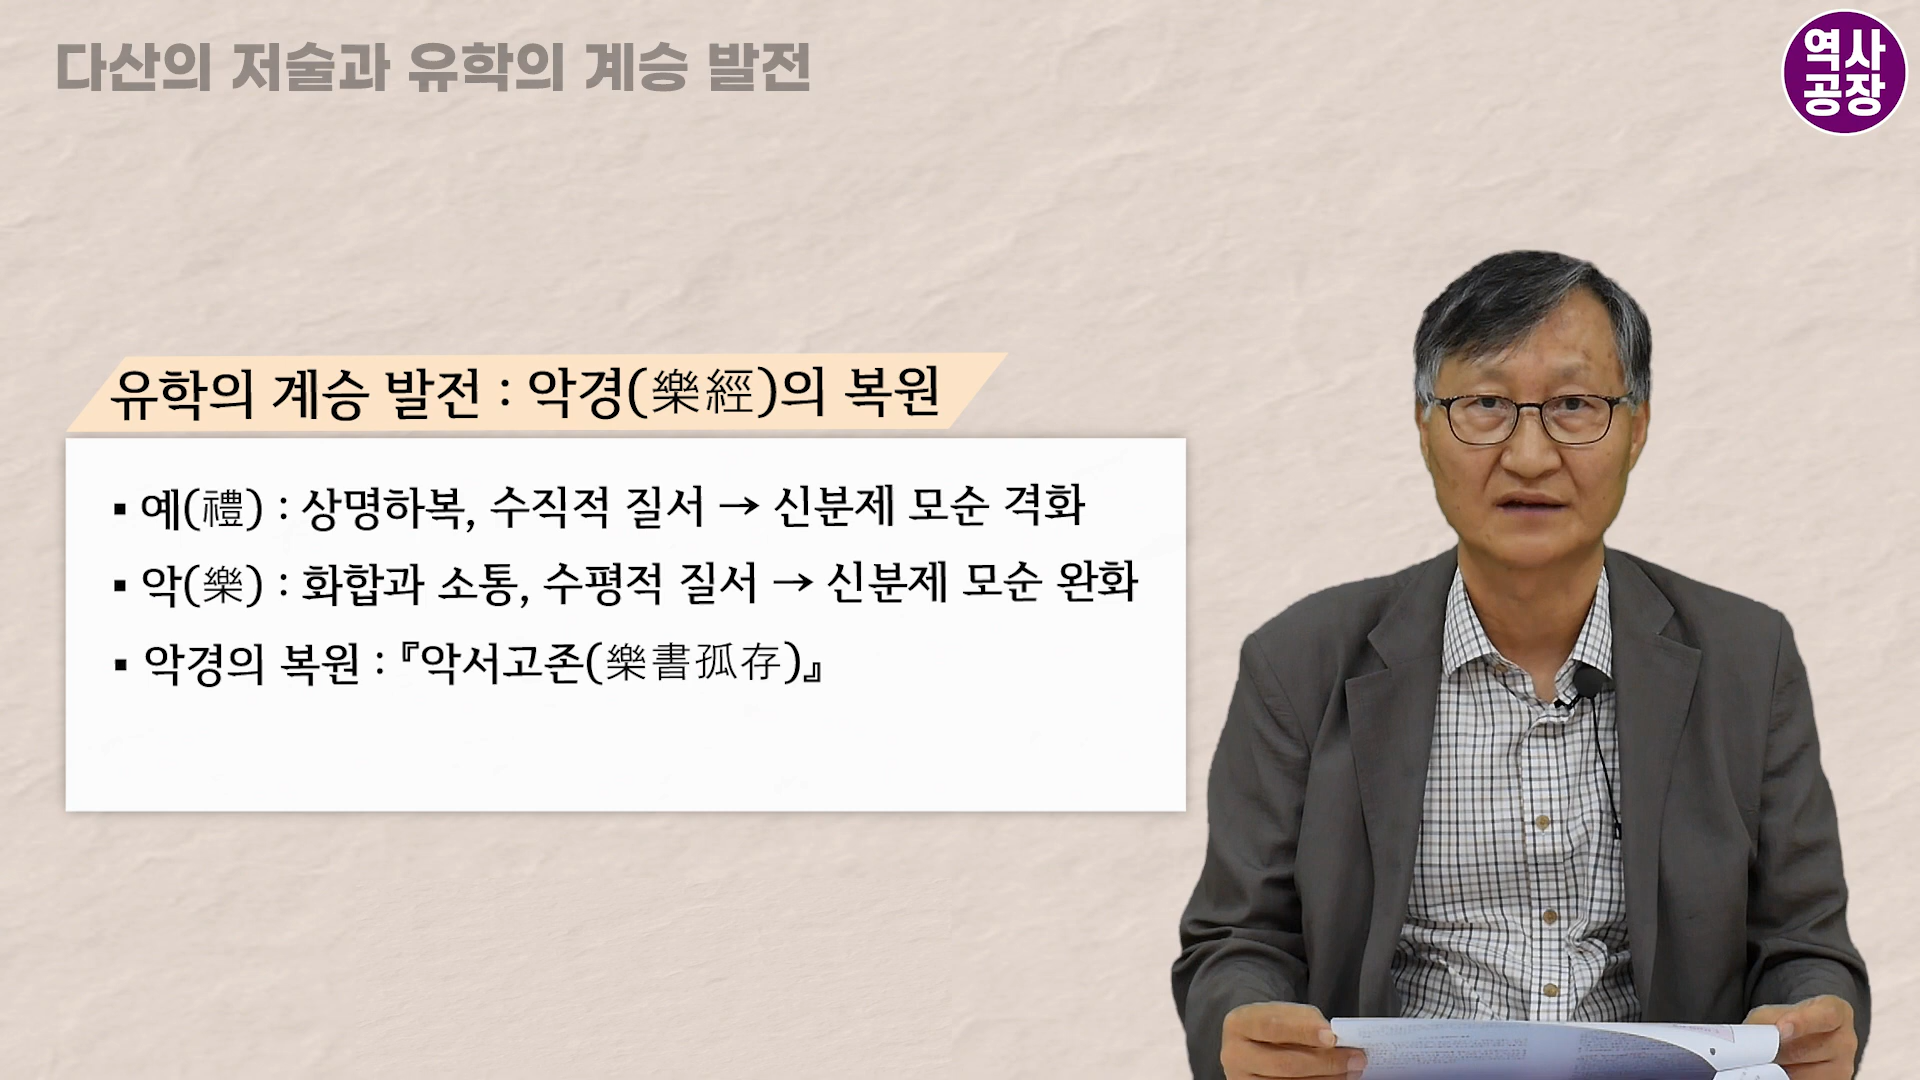 다산의 저술과 유학의 계승 발전
역사
공장
유학의 계승 발전 : 악경(樂經)의 복원
▪ 예(禮) : 상명하복, 수직적 질서 → 신분제 모순 격화
▪ 악(樂) : 화합과 소통, 수평적 질서 → 신분제 모순 완화
▪ 악경의 복원 : 『악서고존(樂書孤存)』